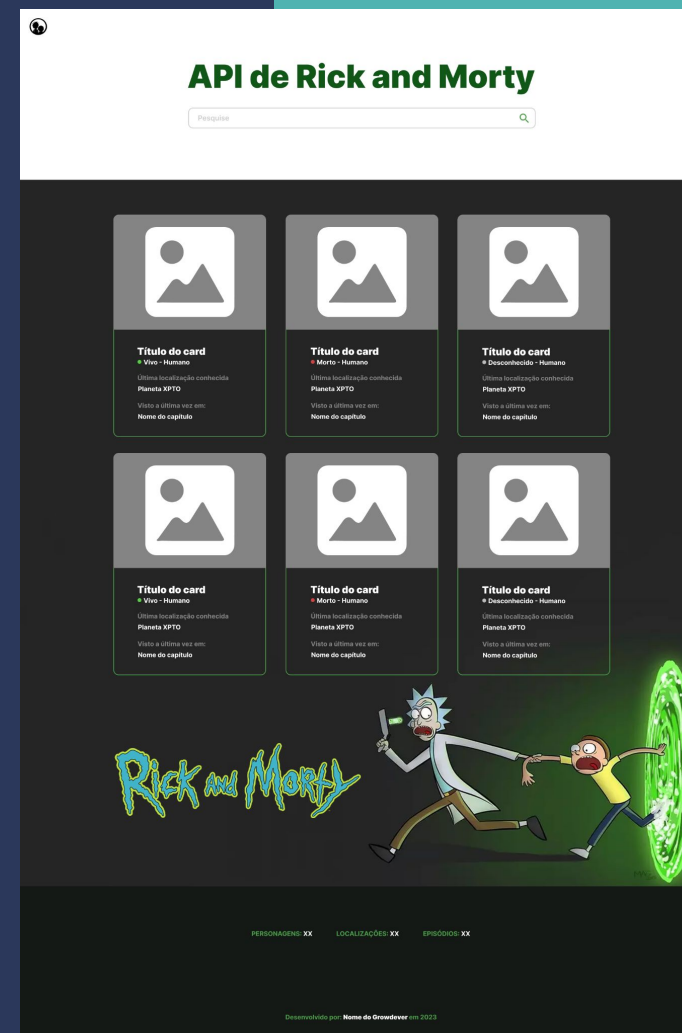 API de Rick and Morty
Pesquise
Título do card
Vivo - Humano
Última localização conhecida
Planeta XPTO
Visto a última vez em:
Nome do capítulo
Título do card
Morto - Humano
Última localização conhecida
Planeta XPTO
Visto a última vez em:
Nome do capítulo
Título do card
Desconhecido - Humano
Última localização conhecida
Planeta XPTO
Visto a última vez em:
Nome do capítulo
Título do card
Vivo - Humano
Última localização conhecida
Planeta XPTO
Visto a última vez em:
Nome do capítulo
Título do card
Morto - Humano
Última localização conhecida
Planeta XPTO
Visto a última vez em:
Nome do capítulo
Título do card
Desconhecido - Humano
Última localização conhecida
Planeta XPTO
Visto a última vez em:
Nome do capítulo
Rick and Morty
PERSONAGENS: XX LOCALIZAÇÕES: XX EPISÓDIOS: XX
Desenvolvido por: Nome do Growdever em 2023